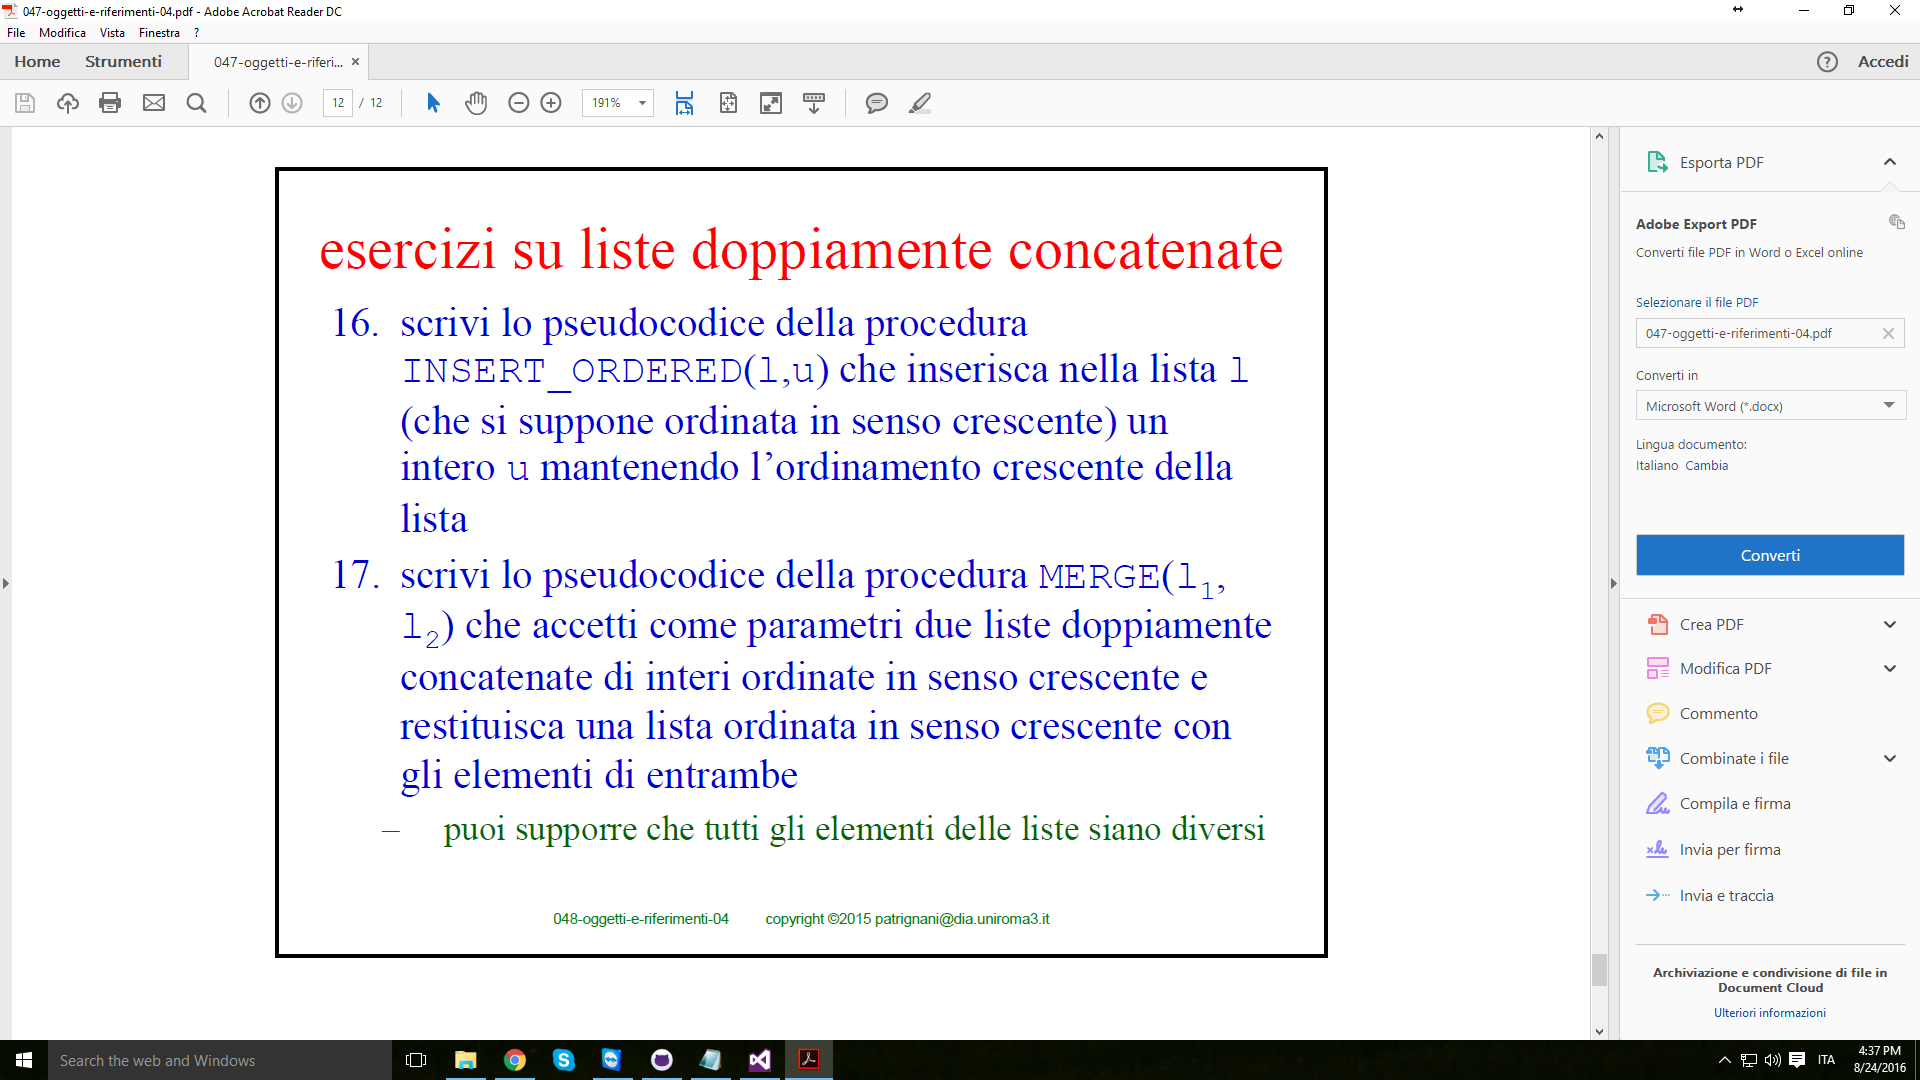 047-oggetti-e-riferimenti-04.pdf - Adobe Acrobat Reader DC
File Modifica Vista Finestra ?
Home Strumenti 047-oggetti-e-riferi... × Accedi
12 / 12 191%
esercizi su liste doppiamente concatenate
16. scrivi lo pseudocodice della procedura
INSERT_ORDERED(l,u) che inserisca nella lista l
(che si suppone ordinata in senso crescente) un
intero u mantenendo l’ordinamento crescente della
lista
17. scrivi lo pseudocodice della procedura MERGE(l1,
l2) che accetti come parametri due liste doppiamente
concatenate di interi ordinate in senso crescente e
restituisca una lista ordinata in senso crescente con
gli elementi di entrambe
– puoi supporre che tutti gli elementi delle liste siano diversi
048-oggetti-e-riferimenti-04 copyright ©2015 patrignani@dia.uniroma3.it
Esporta PDF
Adobe Export PDF
Converti file PDF in Word o Excel online
Selezionare il file PDF
047-oggetti-e-riferimenti-04.pdf
Converti in
Microsoft Word (*.docx)
Lingua documento:
Italiano Cambia
Converti
Crea PDF
Modifica PDF
Commento
Combinate i file
Compila e firma
Invia per firma
Invia e traccia
Archiviazione e condivisione di file in
Document Cloud
Ulteriori informazioni
Search the web and Windows
ITA
4:37 PM
8/24/2016